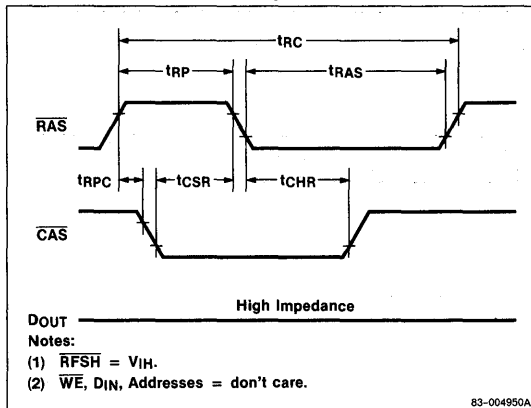 tRC
tRP
tRAS
RAS
tRPC
tCSR
tCHR
CAS
High Impedance
DOUT
Notes:
(1) RFSH = VIH.
(2) WE, DIN, Addresses = don't care.
83-004950A